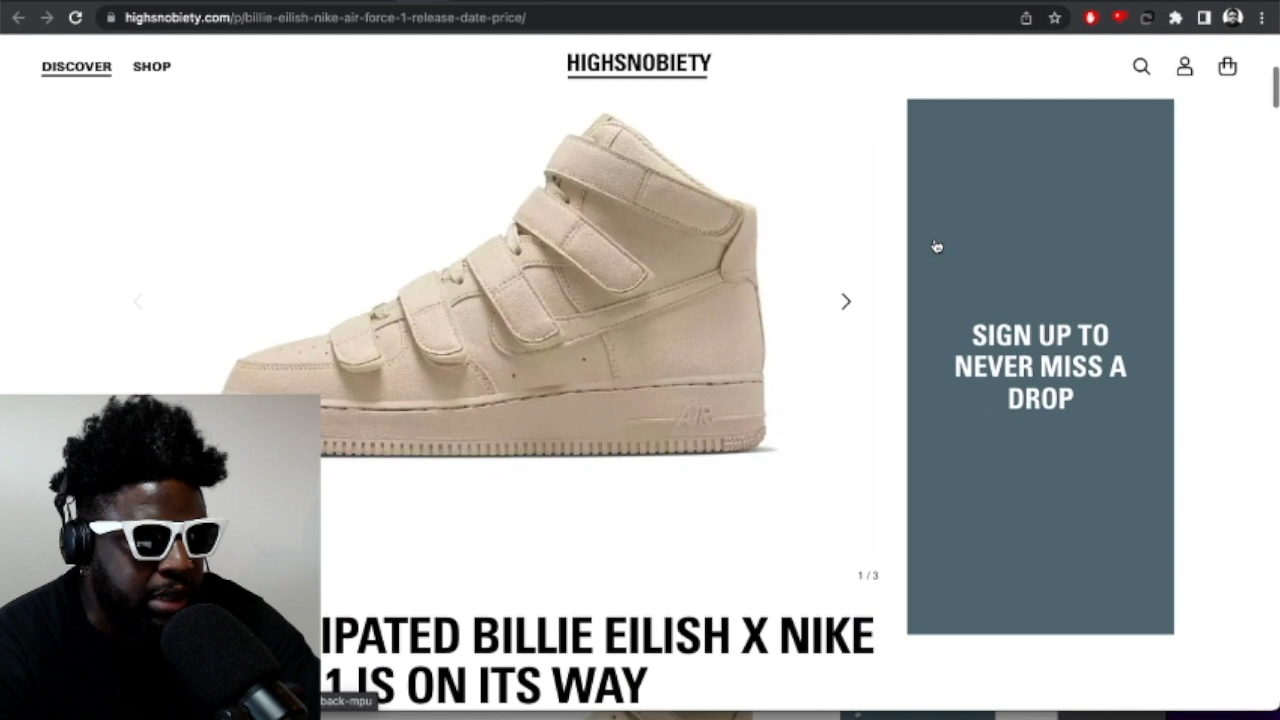 highsnobiety.com/p/billie-eilish-nike-air-force-1-release-date-price/
DISCOVER SHOP
HIGHSNOBIETY
AIR
SIGN UP TO
NEVER MISS A
DROP
1 / 3
IPATED BILLIE EILISH X NIKE
1 IS ON ITS WAY
back-mpu